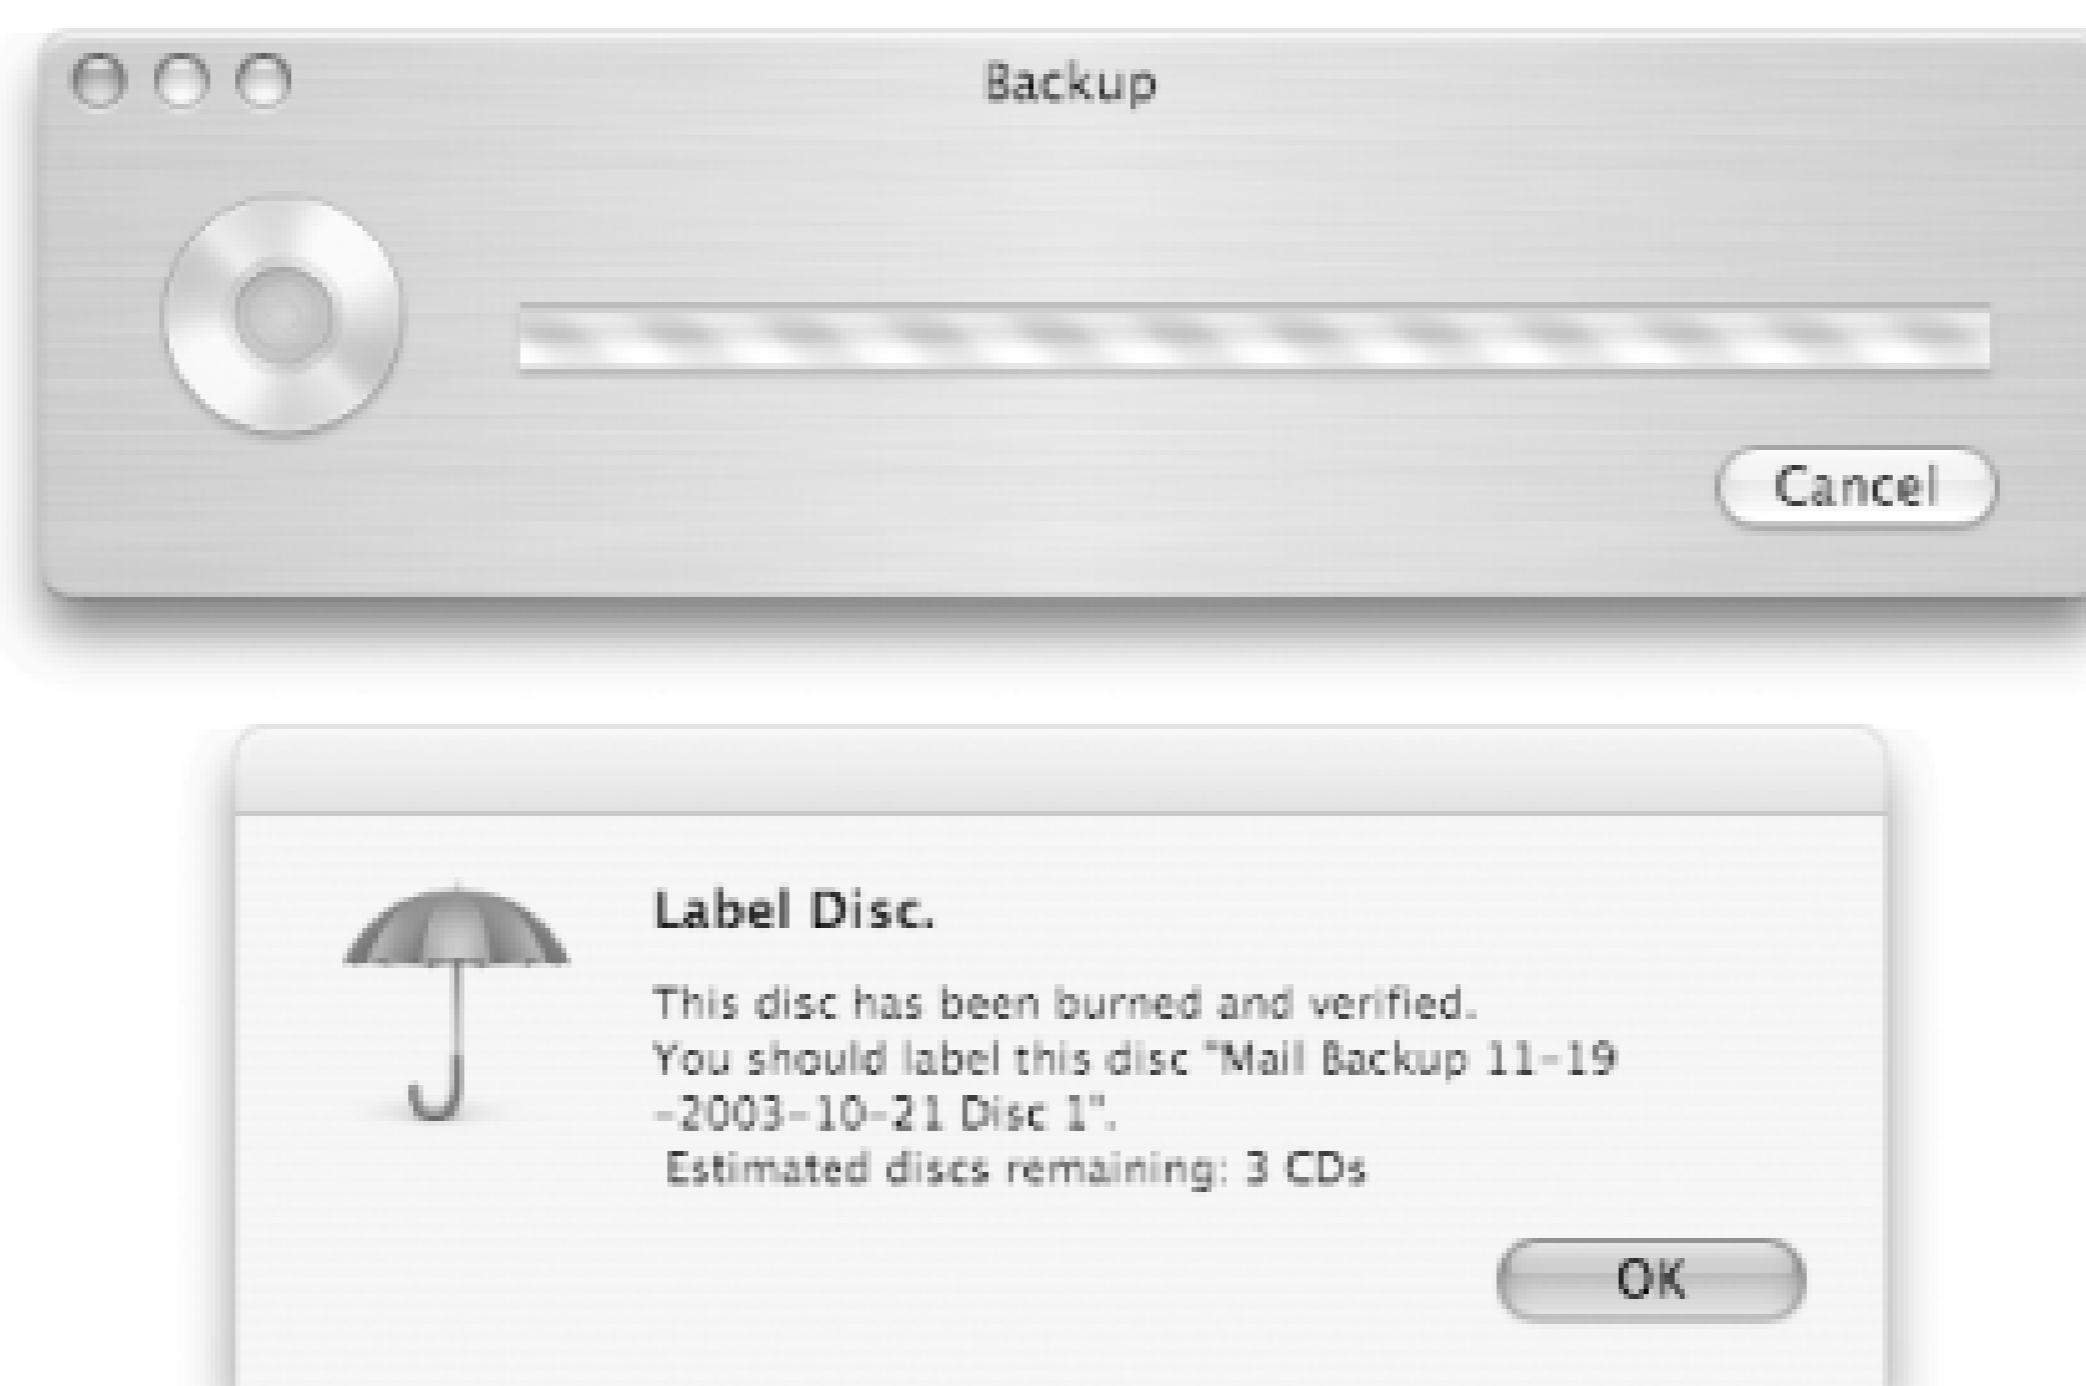 Backup
Cancel
Label Disc.
This disc has been burned and verified.
You should label this disc "Mail Backup 11-19
-2003-10-21 Disc 1".
Estimated discs remaining: 3 CDs
OK